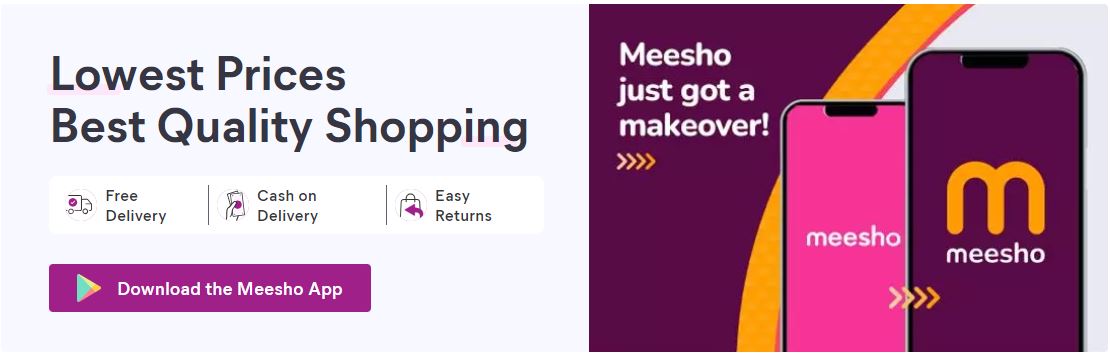 Lowest Prices
Best Quality Shopping
Free
Delivery
Cash on
Delivery
Easy
Returns
Download the Meesho App
Meesho
just got a
makeover!
meesho
meesho